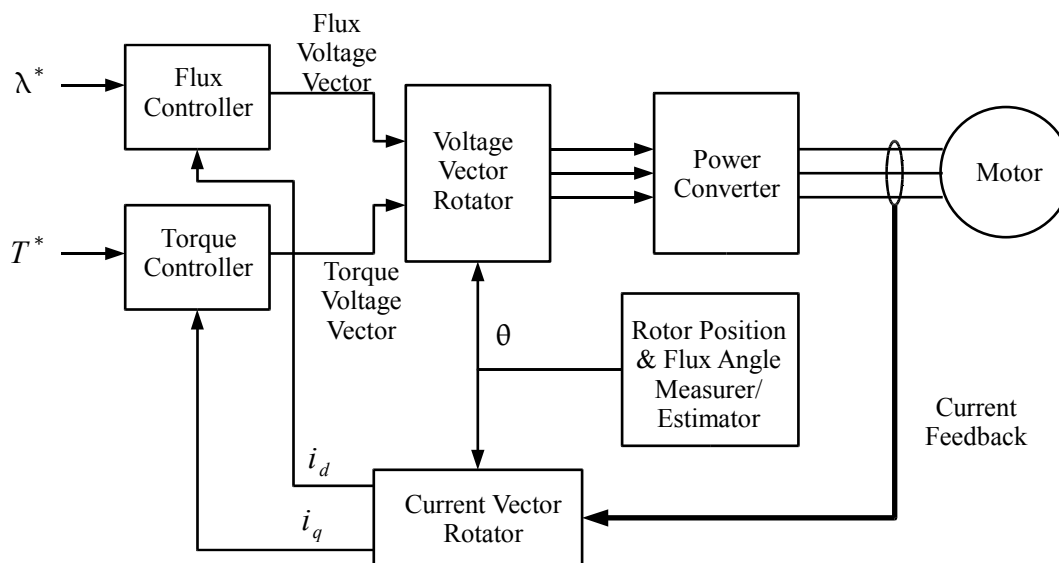 Flux
Voltage
Vector
λ*
Flux
Controller
Voltage
Vector
Rotator
Power
Converter
Motor
T*
Torque
Controller
Torque
Voltage
Vector
θ
Rotor Position
& Flux Angle
Measurer/
Estimator
Current
Feedback
i_d
i_q
Current Vector
Rotator